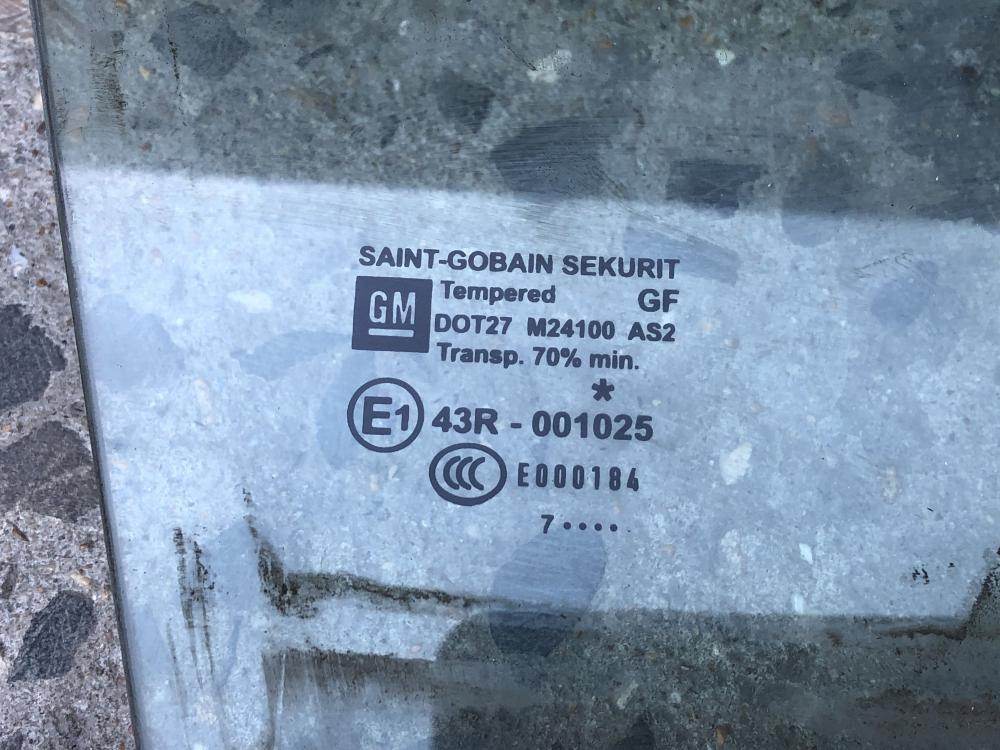 SAINT-GOBAIN SEKURIT
GM
Tempered GF
DOT27 M24100 AS2
Transp. 70% min.
*
E1 43R - 001025
CCC E000184
7 ••••